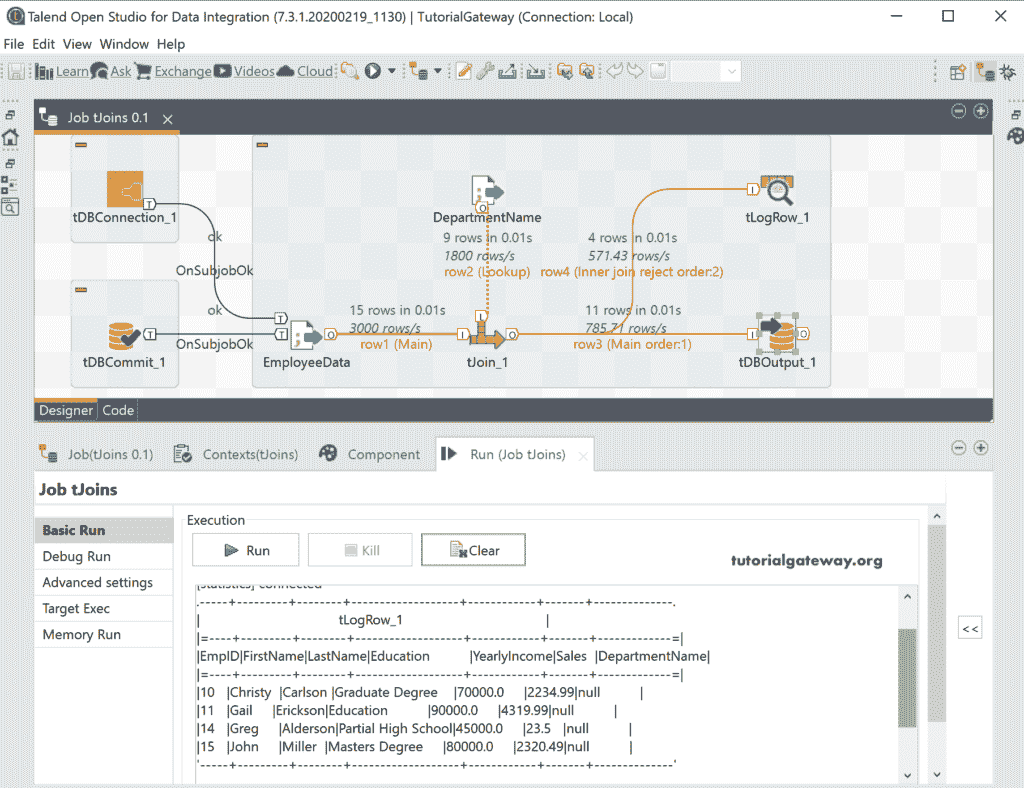 Talend Open Studio for Data Integration (7.3.1.20200219_1130) | TutorialGateway (Connection: Local)
File Edit View Window Help
Learn Ask Exchange Videos Cloud
Job tJoins 0.1
tDBConnection_1
DepartmentName
tLogRow_1
ok
9 rows in 0.01s
4 rows in 0.01s
1800 rows/s
571.43 rows/s
OnSubjobOk
row2 (Lookup)
row4 (Inner join reject order:2)
ok
15 rows in 0.01s
11 rows in 0.01s
3000 rows/s
785.71 rows/s
OnSubjobOk
row1 (Main)
row3 (Main order:1)
tDBCommit_1
EmployeeData
tJoin_1
tDBOutput_1
Designer Code
Job(tJoins 0.1) Contexts(tJoins) Component Run (Job tJoins)
Job tJoins
Basic Run
Debug Run
Advanced settings
Target Exec
Memory Run
Execution
Run Kill Clear
tutorialgateway.org
[statistics] connected
.-----+---------+--------+-------------------+------------+-------+--------------.
| tLogRow_1 |
|=----+---------+--------+-------------------+------------+-------+-------------=|
|EmpID|FirstName|LastName|Education |YearlyIncome|Sales |DepartmentName|
|=----+---------+--------+-------------------+------------+-------+-------------=|
|10 |Christy |Carlson |Graduate Degree |70000.0 |2234.99|null |
|11 |Gail |Erickson|Education |90000.0 |4319.99|null |
|14 |Greg |Alderson|Partial High School|45000.0 |23.5 |null |
|15 |John |Miller |Masters Degree |80000.0 |2320.49|null |
'-----+---------+--------+-------------------+------------+-------+--------------'
<<